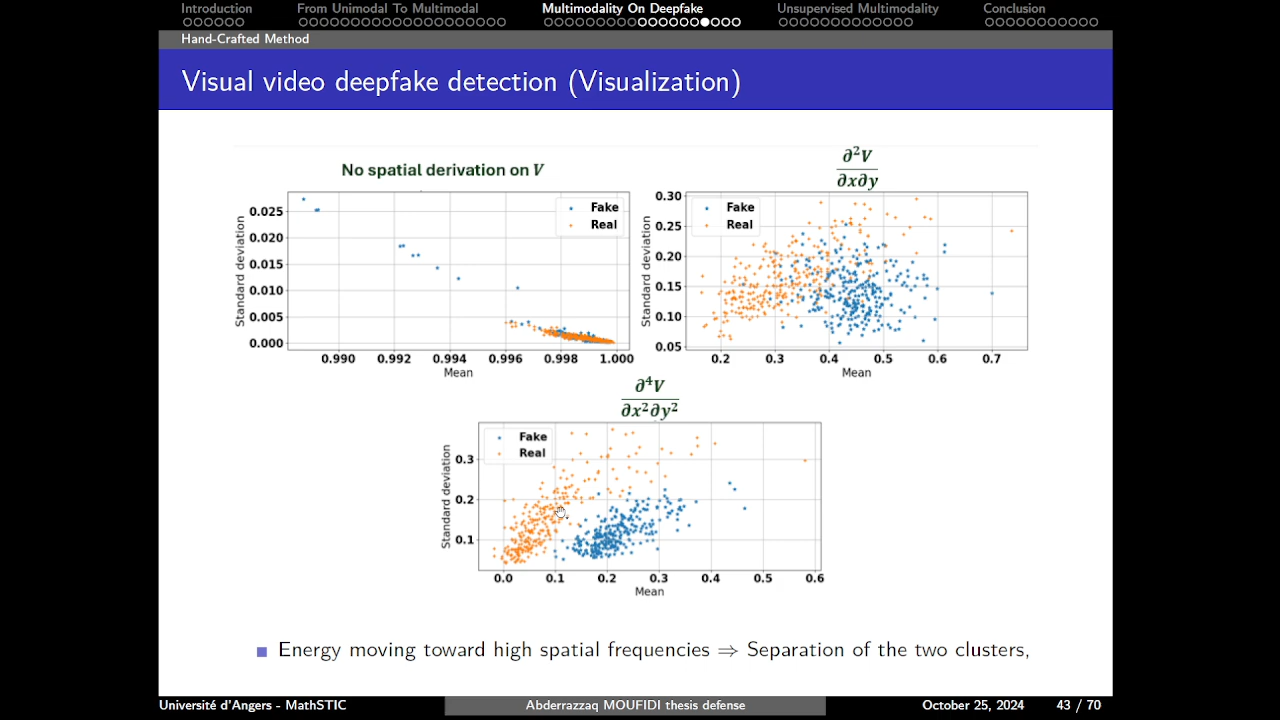 Introduction From Unimodal To Multimodal Multimodality On Deepfake Unsupervised Multimodality Conclusion
Hand-Crafted Method
Visual video deepfake detection (Visualization)
No spatial derivation on V
Fake
Real
0.025
0.020
0.015
0.010
0.005
0.000
Standard deviation
0.990 0.992 0.994 0.996 0.998 1.000
Mean
∂²V
∂x∂y
Fake
Real
0.30
0.25
0.20
0.15
0.10
0.05
Standard deviation
0.2 0.3 0.4 0.5 0.6 0.7
Mean
∂⁴V
∂x²∂y²
Fake
Real
0.3
0.2
0.1
Standard deviation
0.0 0.1 0.2 0.3 0.4 0.5 0.6
Mean
Energy moving toward high spatial frequencies ⇒ Separation of the two clusters,
Université d'Angers - MathSTIC Abderrazzaq MOUFIDI thesis defense October 25, 2024 43 / 70